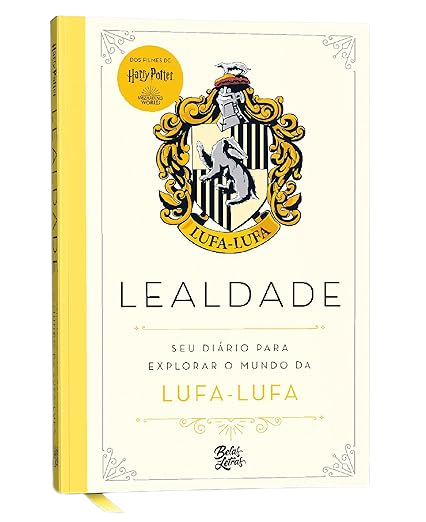 DOS FILMES DE
Harry Potter
WIZARDING
WORLD
LUFA-LUFA
LEALDADE
SEU DIÁRIO PARA
EXPLORAR O MUNDO DA
LUFA-LUFA
Belas
Letras
Harry Potter
LEALDADE